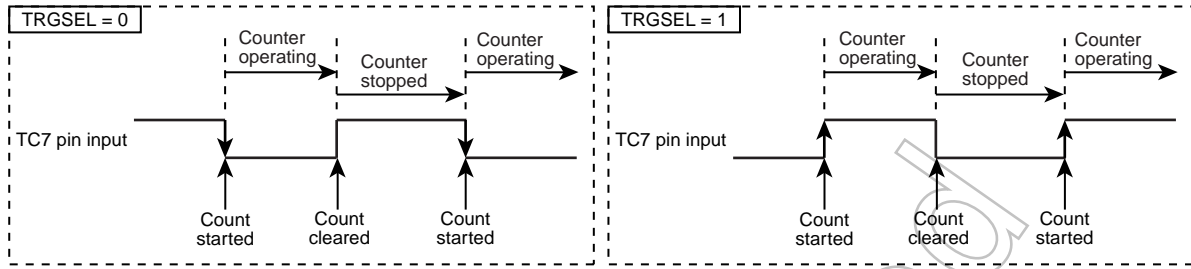 TRGSEL = 0
Counter
operating
Counter
stopped
Counter
operating
TC7 pin input
Count
started
Count
cleared
Count
started
TRGSEL = 1
Counter
operating
Counter
stopped
Counter
operating
TC7 pin input
Count
started
Count
cleared
Count
started